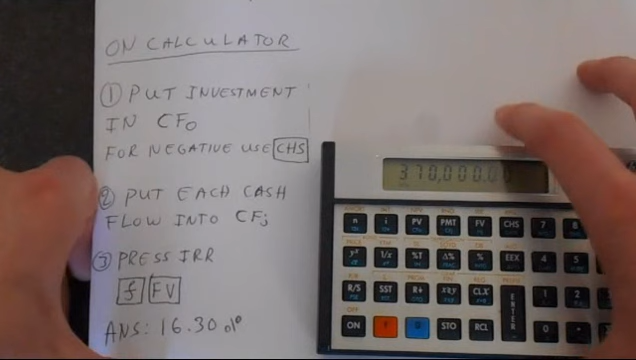 ON CALCULATOR
① PUT INVESTMENT
IN CF0
FOR NEGATIVE USE CHS
② PUT EACH CASH
FLOW INTO CFj
③ PRESS IRR
f FV
ANS: 16.30 %
370,000.00
n i PV PMT FV CHS 7 8
yˣ 1/x %T Δ% % EEX 4 5
R/S SST R↓ x≷y CLx ENTER 1 2
ON f g STO RCL 0